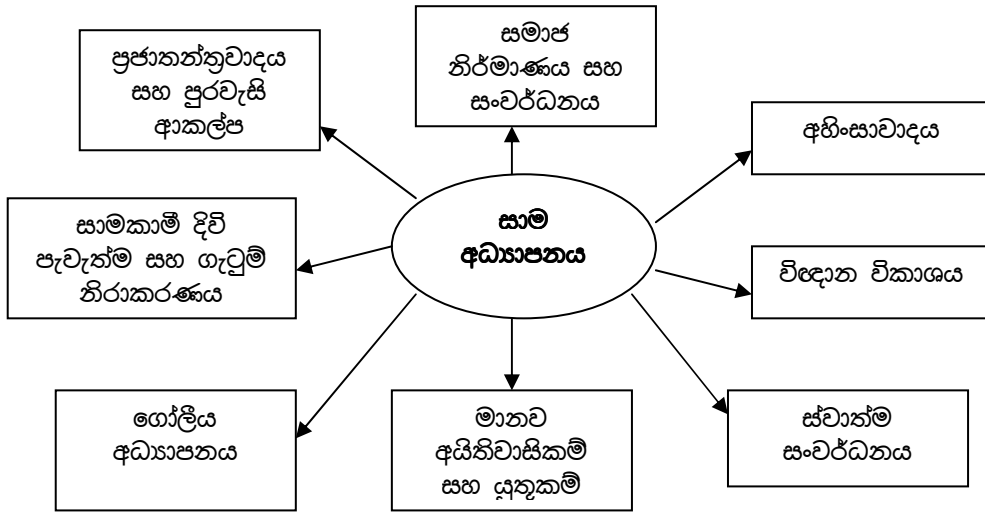 සමාජ
නිර්මාණය සහ
සංවර්ධනය
ප්‍රජාතන්ත්‍රවාදය
සහ පුරවැසි
ආකල්ප
අහිංසාවාදය
සාම
අධ්‍යාපනය
සාමකාමී දිවි
පැවැත්ම සහ ගැටුම්
නිරාකරණය
විඥාන විකාශය
ගෝලීය
අධ්‍යාපනය
මානව
අයිතිවාසිකම්
සහ යුතුකම්
ස්වාත්ම
සංවර්ධනය